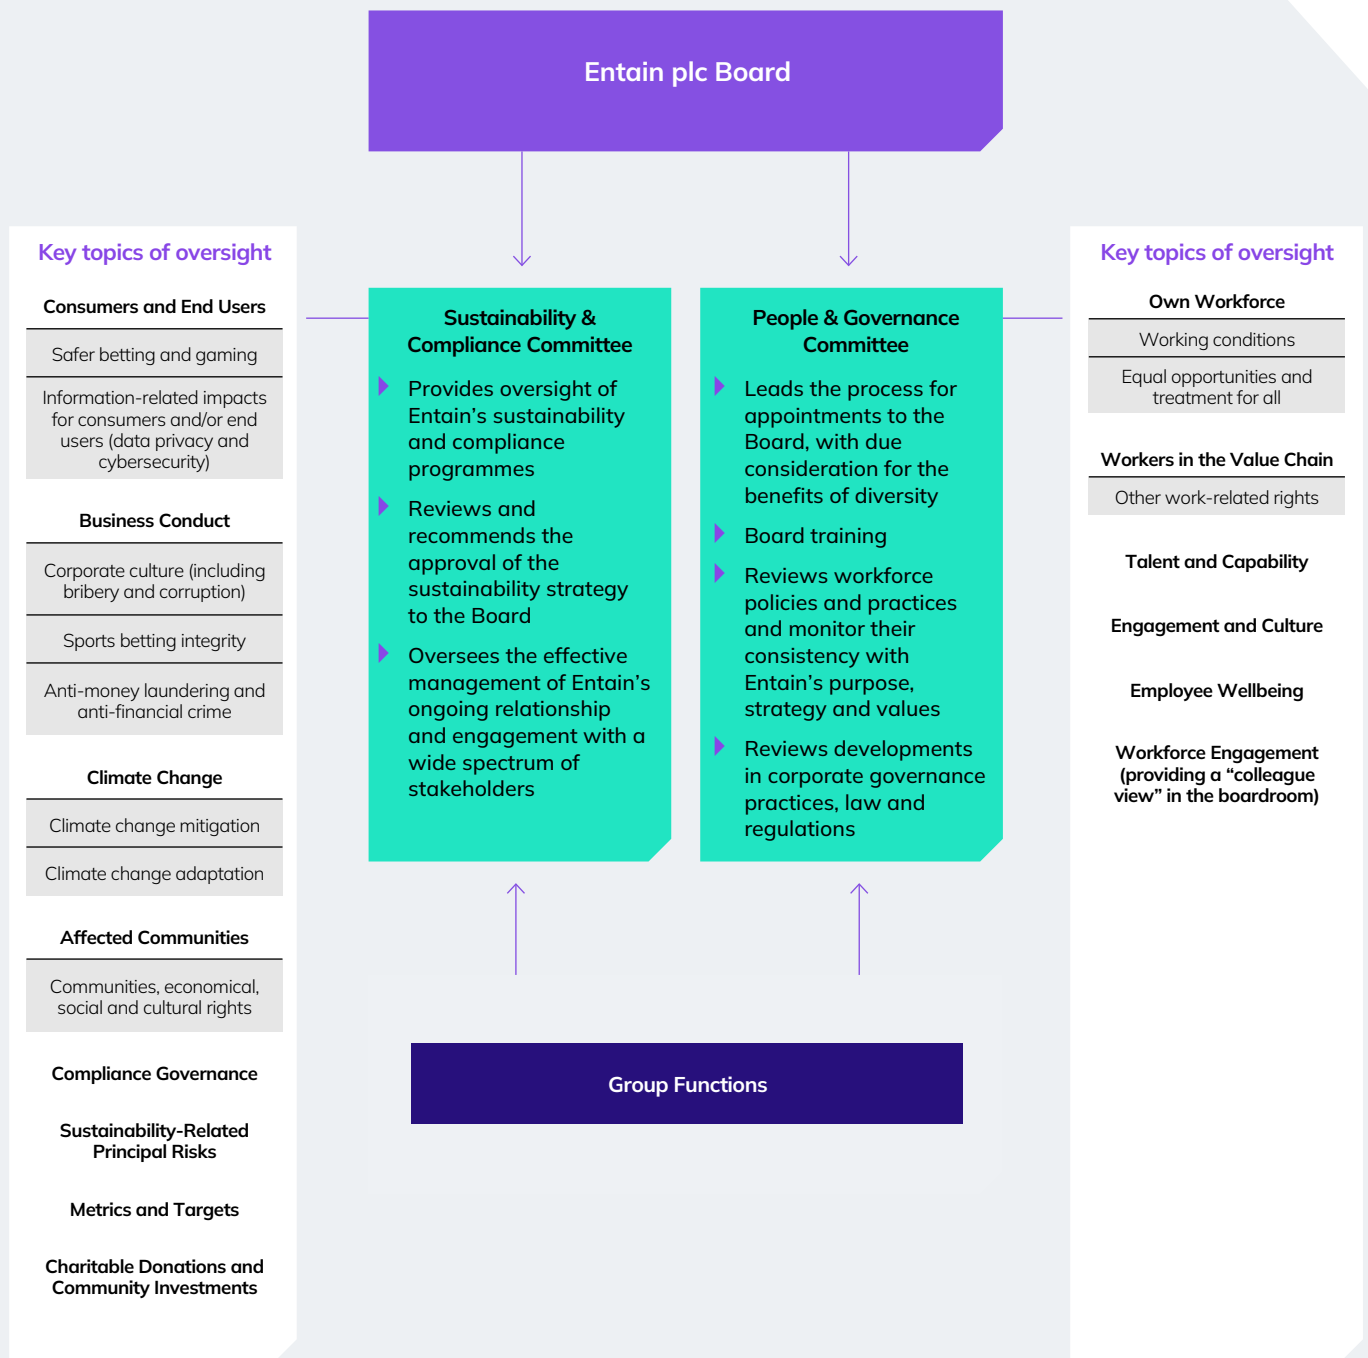 Entain plc Board
Key topics of oversight
Consumers and End Users
Safer betting and gaming
Information-related impacts
for consumers and/or end
users (data privacy and
cybersecurity)
Business Conduct
Corporate culture (including
bribery and corruption)
Sports betting integrity
Anti-money laundering and
anti-financial crime
Climate Change
Climate change mitigation
Climate change adaptation
Affected Communities
Communities, economical,
social and cultural rights
Compliance Governance
Sustainability-Related
Principal Risks
Metrics and Targets
Charitable Donations and
Community Investments
Sustainability &
Compliance Committee
Provides oversight of
Entain’s sustainability
and compliance
programmes
Reviews and
recommends the
approval of the
sustainability strategy
to the Board
Oversees the effective
management of Entain’s
ongoing relationship
and engagement with a
wide spectrum of
stakeholders
People & Governance
Committee
Leads the process for
appointments to the
Board, with due
consideration for the
benefits of diversity
Board training
Reviews workforce
policies and practices
and monitor their
consistency with
Entain’s purpose,
strategy and values
Reviews developments
in corporate governance
practices, law and
regulations
Key topics of oversight
Own Workforce
Working conditions
Equal opportunities and
treatment for all
Workers in the Value Chain
Other work-related rights
Talent and Capability
Engagement and Culture
Employee Wellbeing
Workforce Engagement
(providing a “colleague
view” in the boardroom)
Group Functions